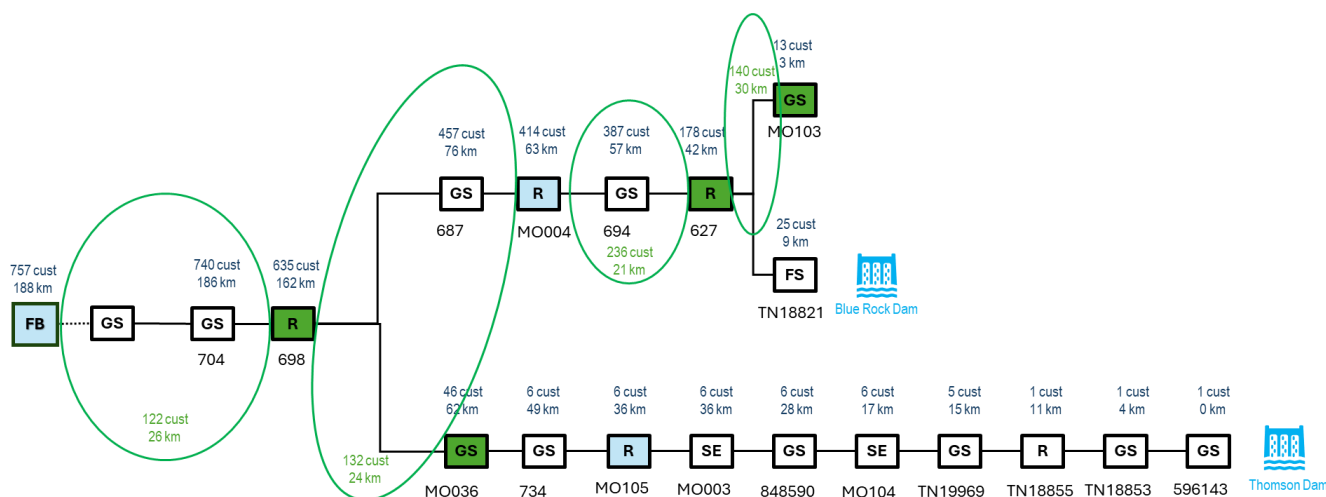 13 cust
3 km
140 cust
30 km
GS
MO103
457 cust
76 km
414 cust
63 km
387 cust
57 km
178 cust
42 km
GS
R
GS
R
687
MO004
694
627
236 cust
21 km
25 cust
9 km
FS
TN18821
Blue Rock Dam
757 cust
188 km
740 cust
186 km
635 cust
162 km
FB
GS
GS
R
704
698
122 cust
26 km
132 cust
24 km
46 cust
62 km
6 cust
49 km
6 cust
36 km
6 cust
36 km
6 cust
28 km
6 cust
17 km
5 cust
15 km
1 cust
11 km
1 cust
4 km
1 cust
0 km
GS
GS
R
SE
GS
SE
GS
R
GS
GS
MO036
734
MO105
MO003
848590
MO104
TN19969
TN18855
TN18853
596143
Thomson Dam